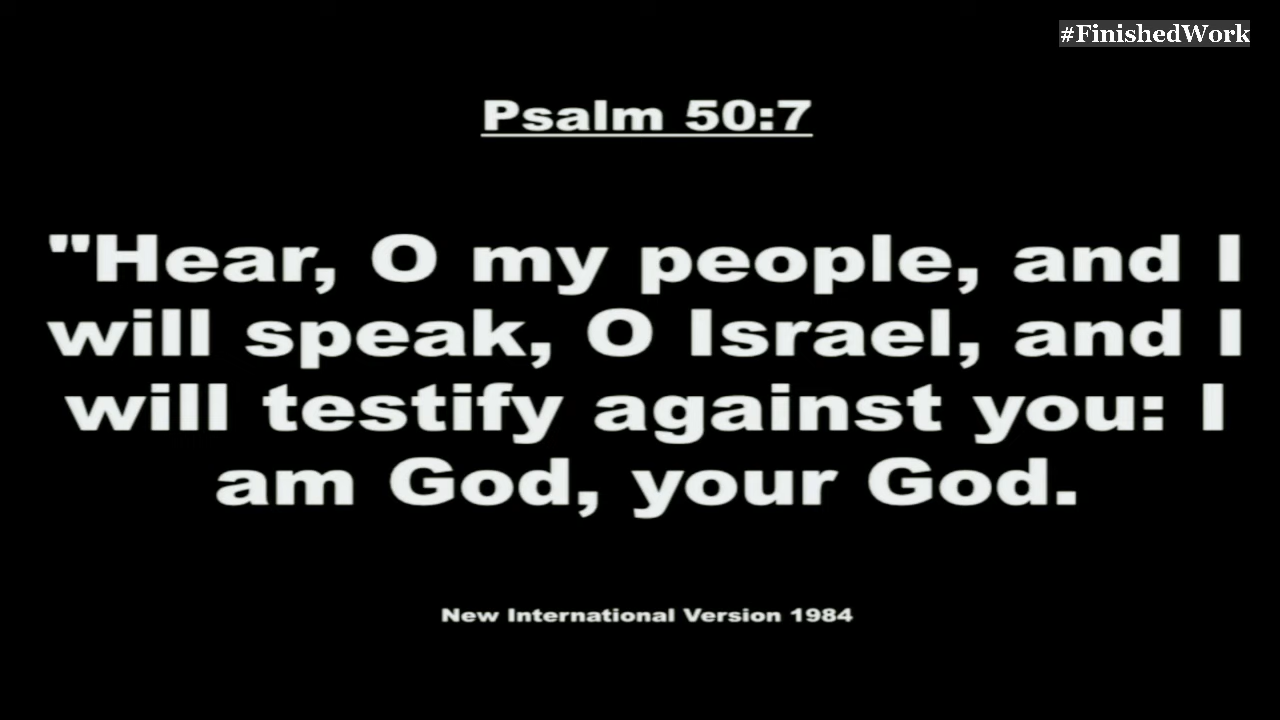 #FinishedWork
Psalm 50:7
"Hear, O my people, and I
will speak, O Israel, and I
will testify against you: I
am God, your God.
New International Version 1984